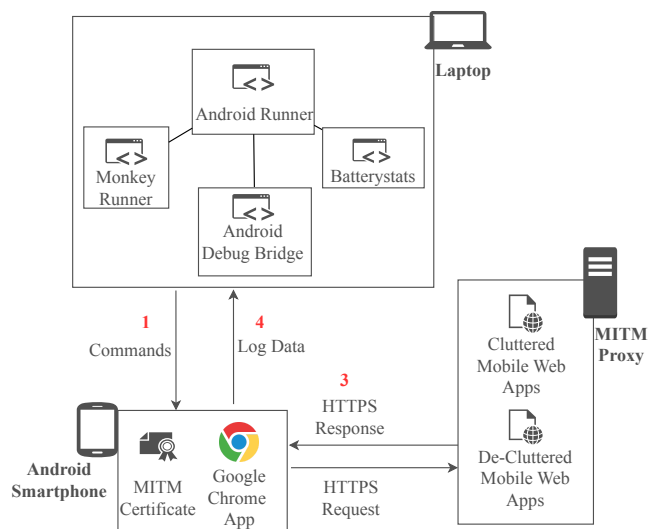 Laptop
Android Runner
Monkey
Runner
Batterystats
Android
Debug Bridge
1
Commands
4
Log Data
MITM
Proxy
Cluttered
Mobile Web
Apps
De-Cluttered
Mobile Web
Apps
3
HTTPS
Response
HTTPS
Request
Android
Smartphone
MITM
Certificate
Google
Chrome
App